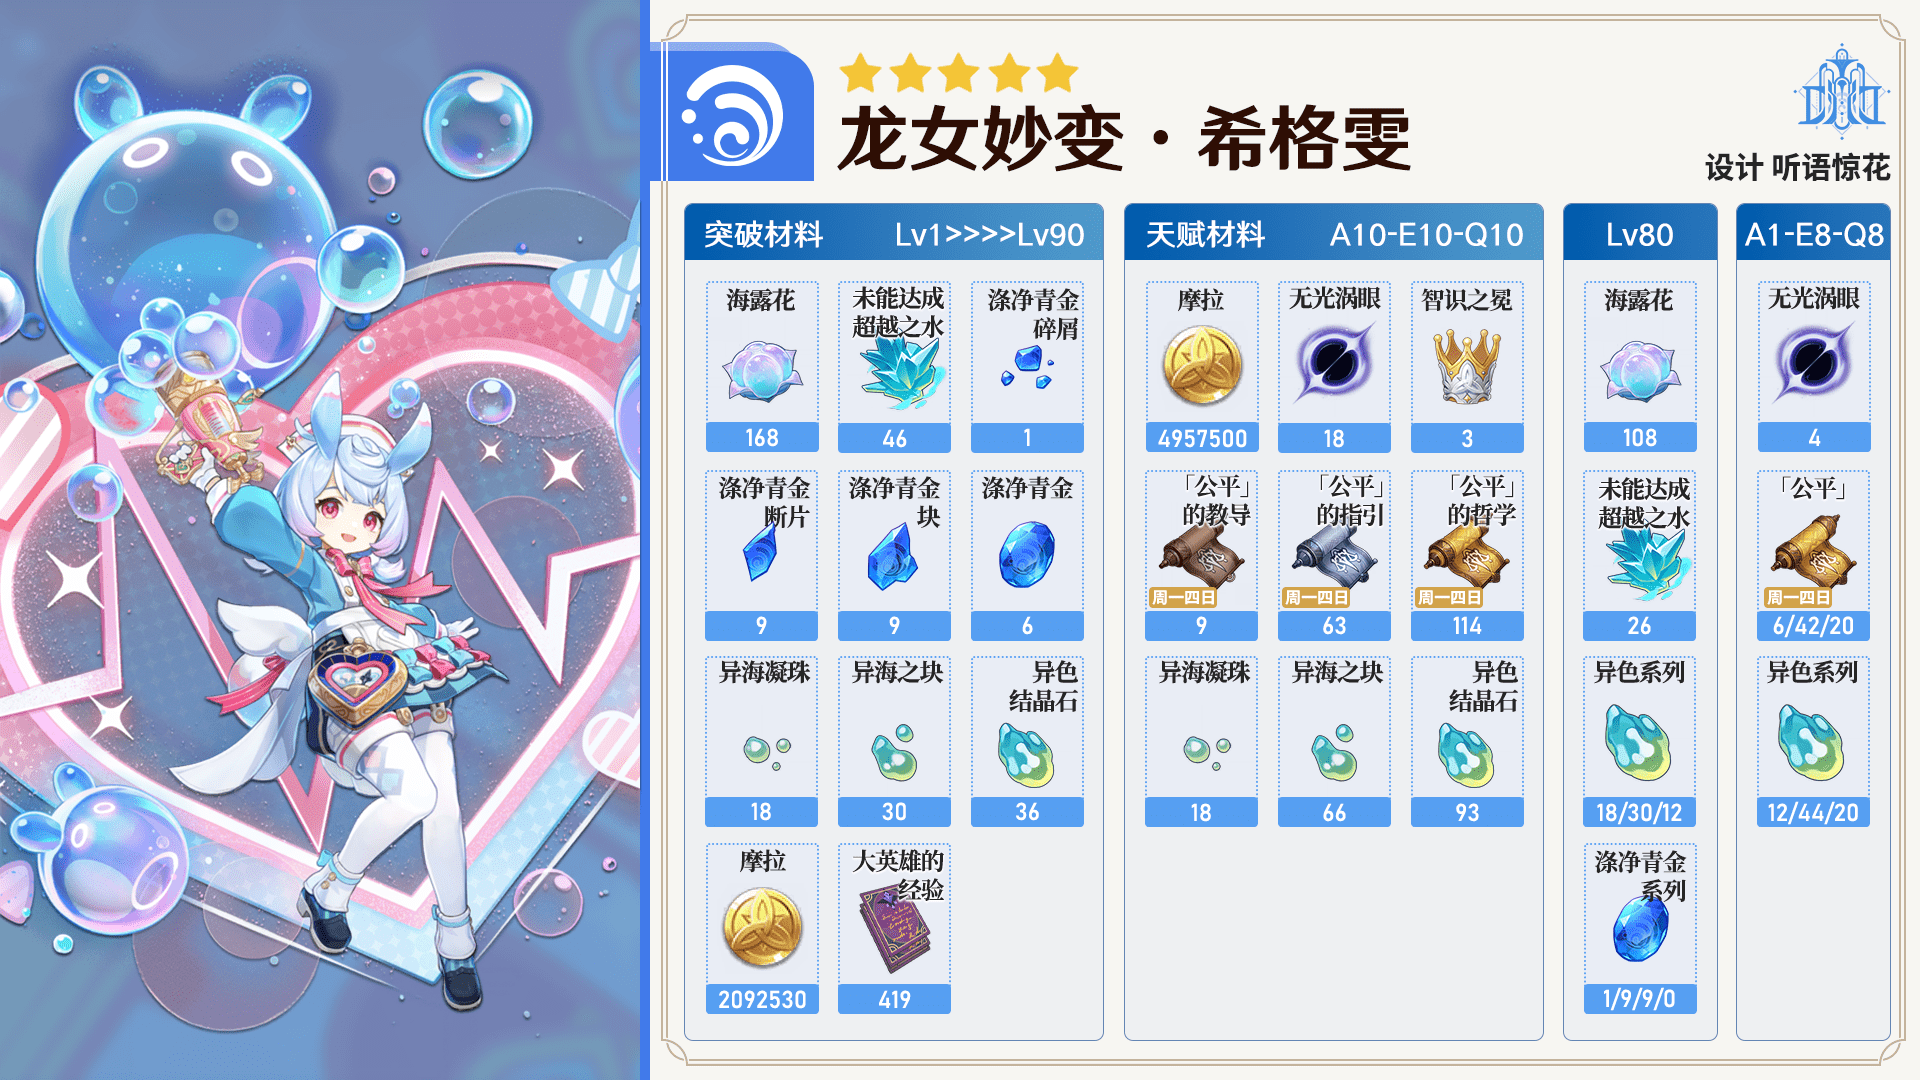 龙女妙变·希格雯
设计 听语惊花
突破材料 Lv1>>>>Lv90
海露花
168
未能达成
超越之水
46
涤净青金
碎屑
1
涤净青金
断片
9
涤净青金
块
9
涤净青金
6
异海凝珠
18
异海之块
30
异色
结晶石
36
摩拉
2092530
大英雄的
经验
419
天赋材料 A10-E10-Q10
摩拉
4957500
无光涡眼
18
智识之冕
3
「公平」
的教导
周一四日
9
「公平」
的指引
周一四日
63
「公平」
的哲学
周一四日
114
异海凝珠
18
异海之块
66
异色
结晶石
93
Lv80
海露花
108
未能达成
超越之水
26
异色系列
18/30/12
涤净青金
系列
1/9/9/0
A1-E8-Q8
无光涡眼
4
「公平」
周一四日
6/42/20
异色系列
12/44/20